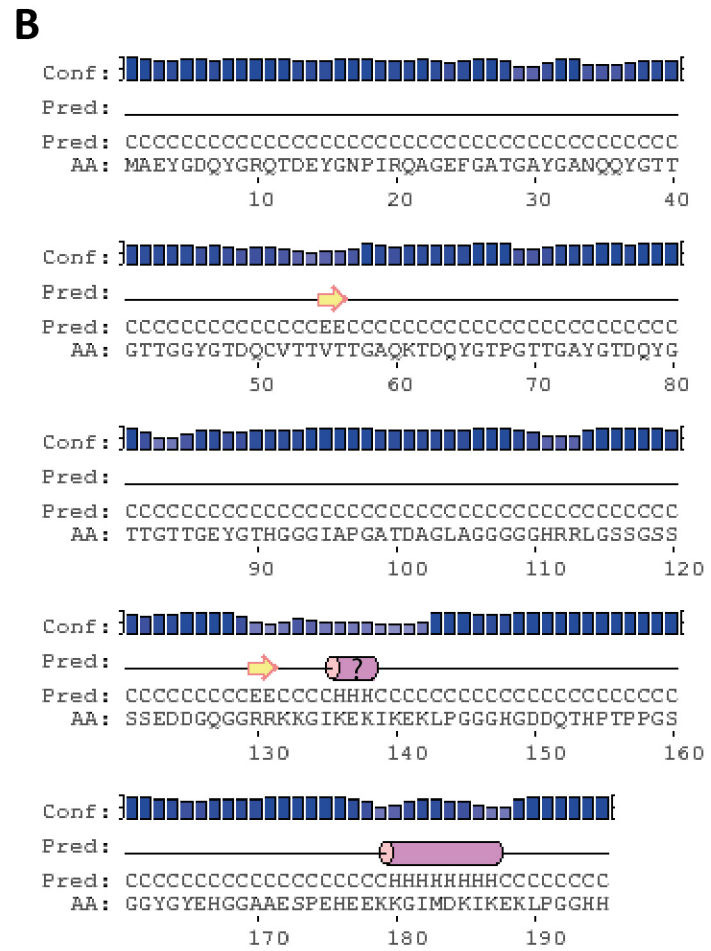 B
Conf:
Pred:
Pred: CCCCCCCCCCCCCCCCCCCCCCCCCCCCCCCCCCCCCCCC
AA: MAEYGDQYGRQTDEYGNPIRQAGEFGATGAYGANQQYGTT
10 20 30 40
Conf:
Pred:
Pred: CCCCCCCCCCCCCCEECCCCCCCCCCCCCCCCCCCCCCCC
AA: GTTGGYGTDQCVTTVTTGAQKTDQYGTPGTTGAYGTDQYG
50 60 70 80
Conf:
Pred:
Pred: CCCCCCCCCCCCCCCCCCCCCCCCCCCCCCCCCCCCCCCC
AA: TTGTTGEYGTHGGGIAPGATDAGLAGGGGGHRRLGSSGSS
90 100 110 120
Conf:
Pred: ?
Pred: CCCCCCCCCEECCCCHHHCCCCCCCCCCCCCCCCCCCCCC
AA: SSEDDGQGGRRKKGIKEKIKEKLPGGGHGDDQTHPTPPGS
130 140 150 160
Conf:
Pred:
Pred: CCCCCCCCCCCCCCCCCCCHHHHHHHHCCCCCCCC
AA: GGYGYEHGGAAESPEHEEKKGIMDKIKEKLPGGHH
170 180 190